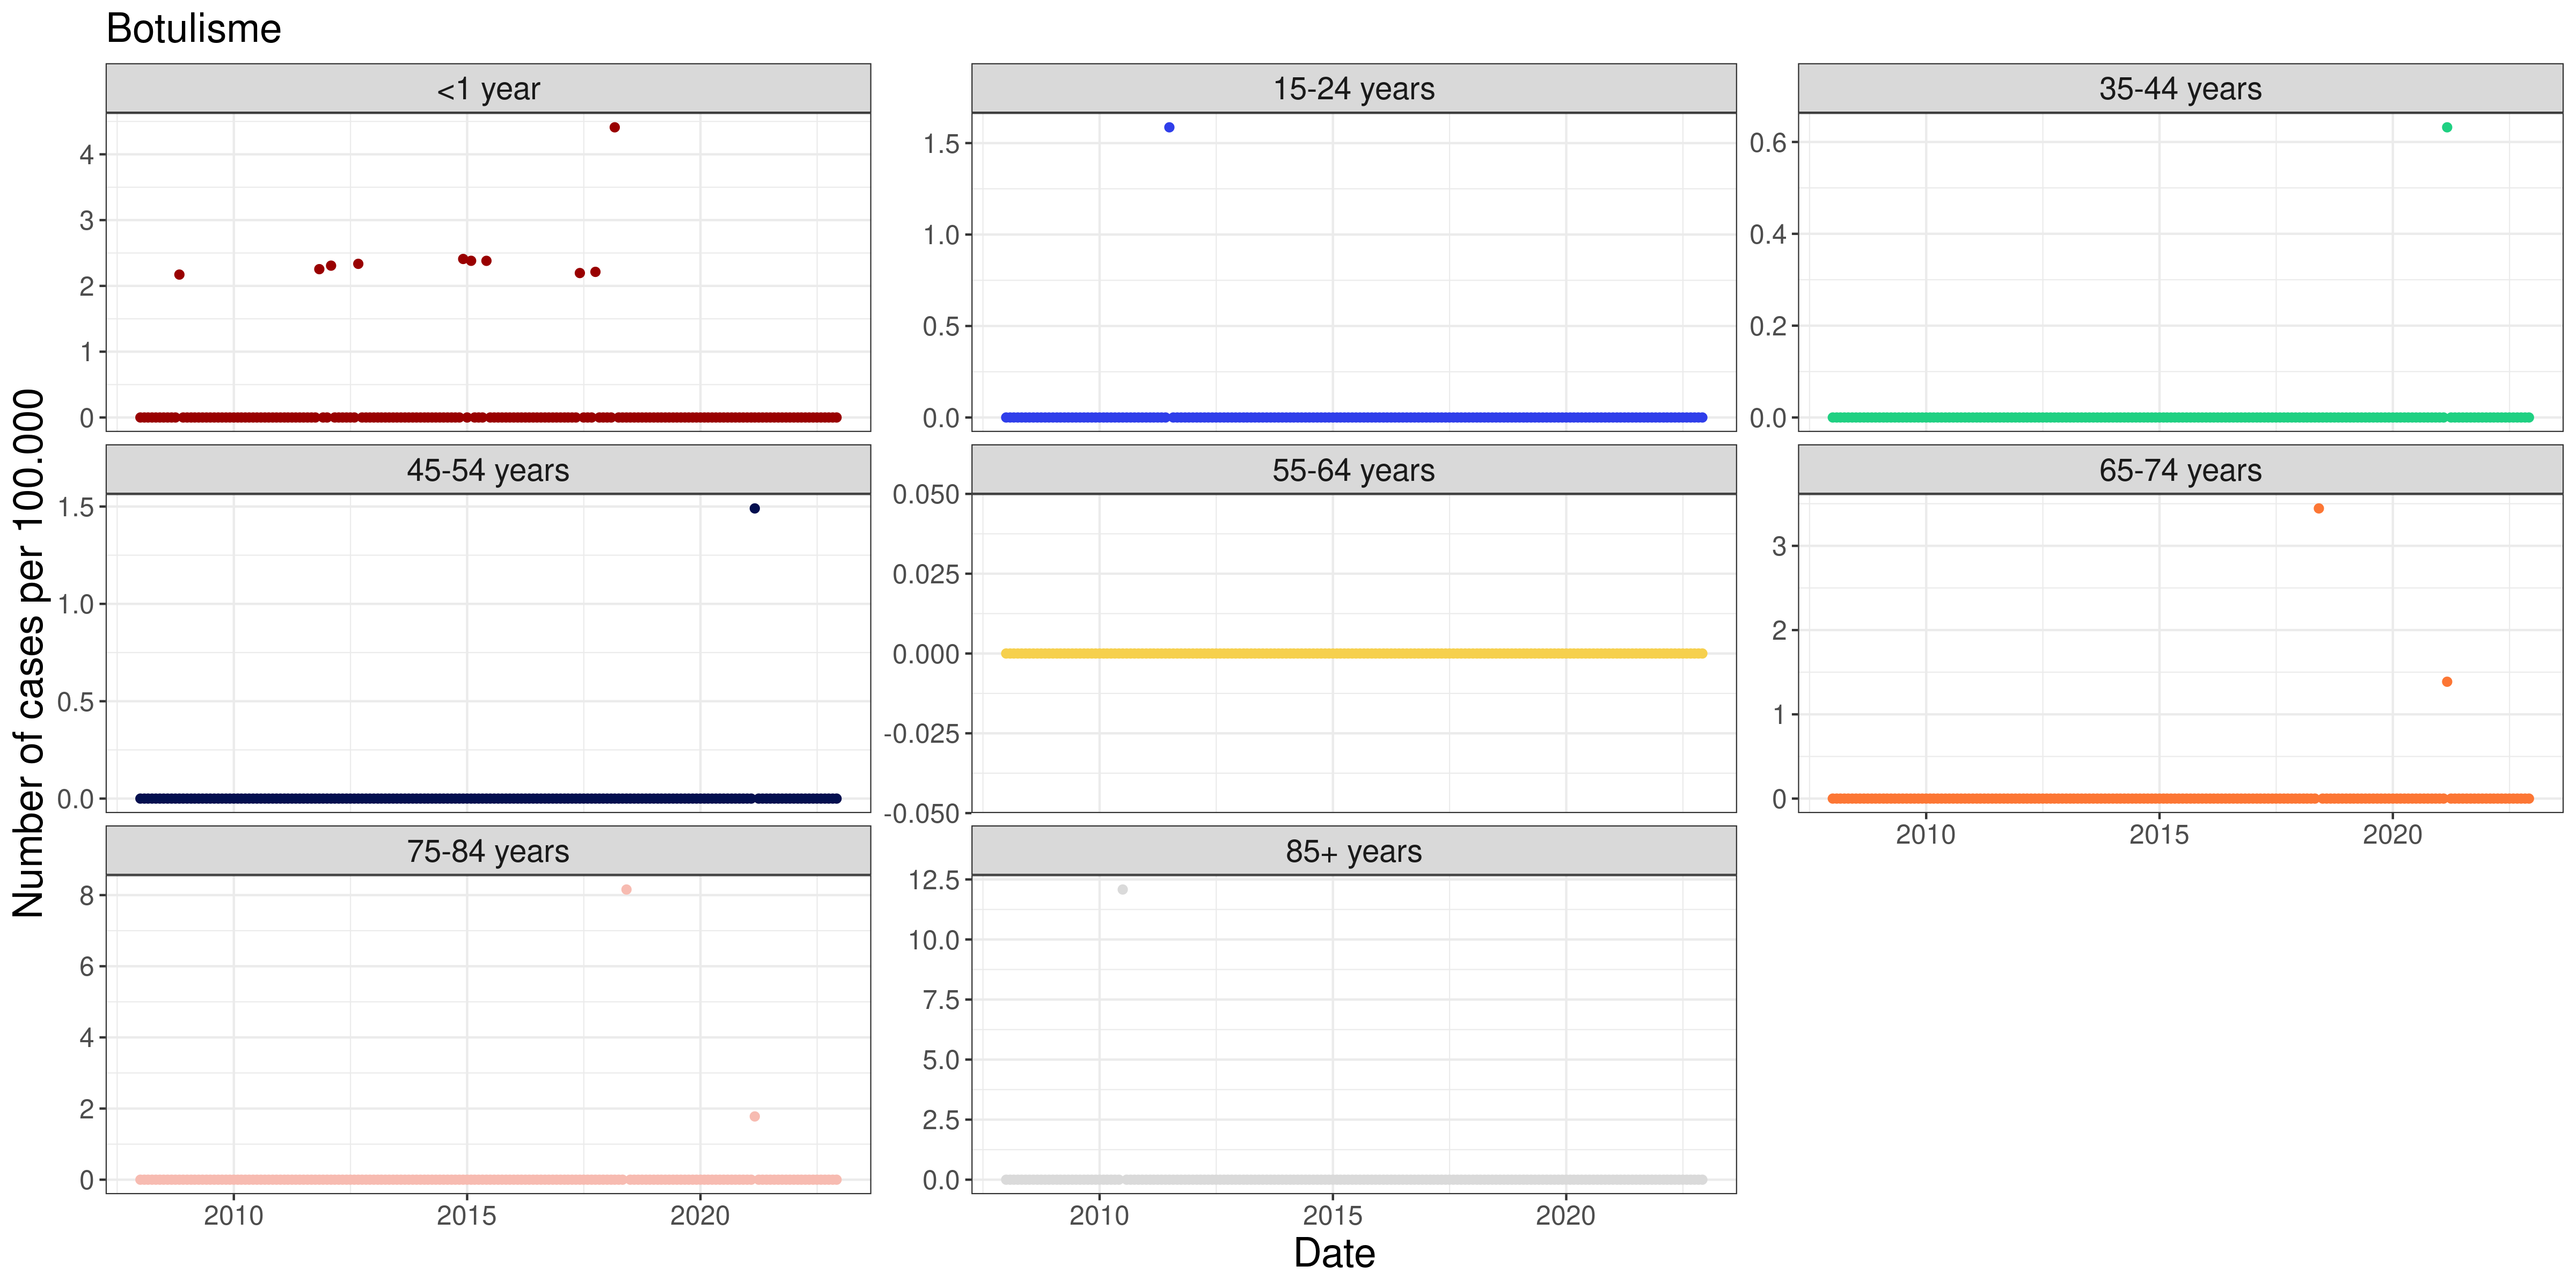 Botulisme
<1 year
15-24 years
35-44 years
4
3
2
1
0
1.5
1.0
0.5
0.0
0.6
0.4
0.2
0.0
45-54 years
55-64 years
65-74 years
1.5
1.0
0.5
0.0
0.050
0.025
0.000
-0.025
-0.050
3
2
1
0
2010 2015 2020
75-84 years
85+ years
8
6
4
2
0
12.5
10.0
7.5
5.0
2.5
0.0
2010 2015 2020
2010 2015 2020
Number of cases per 100.000
Date